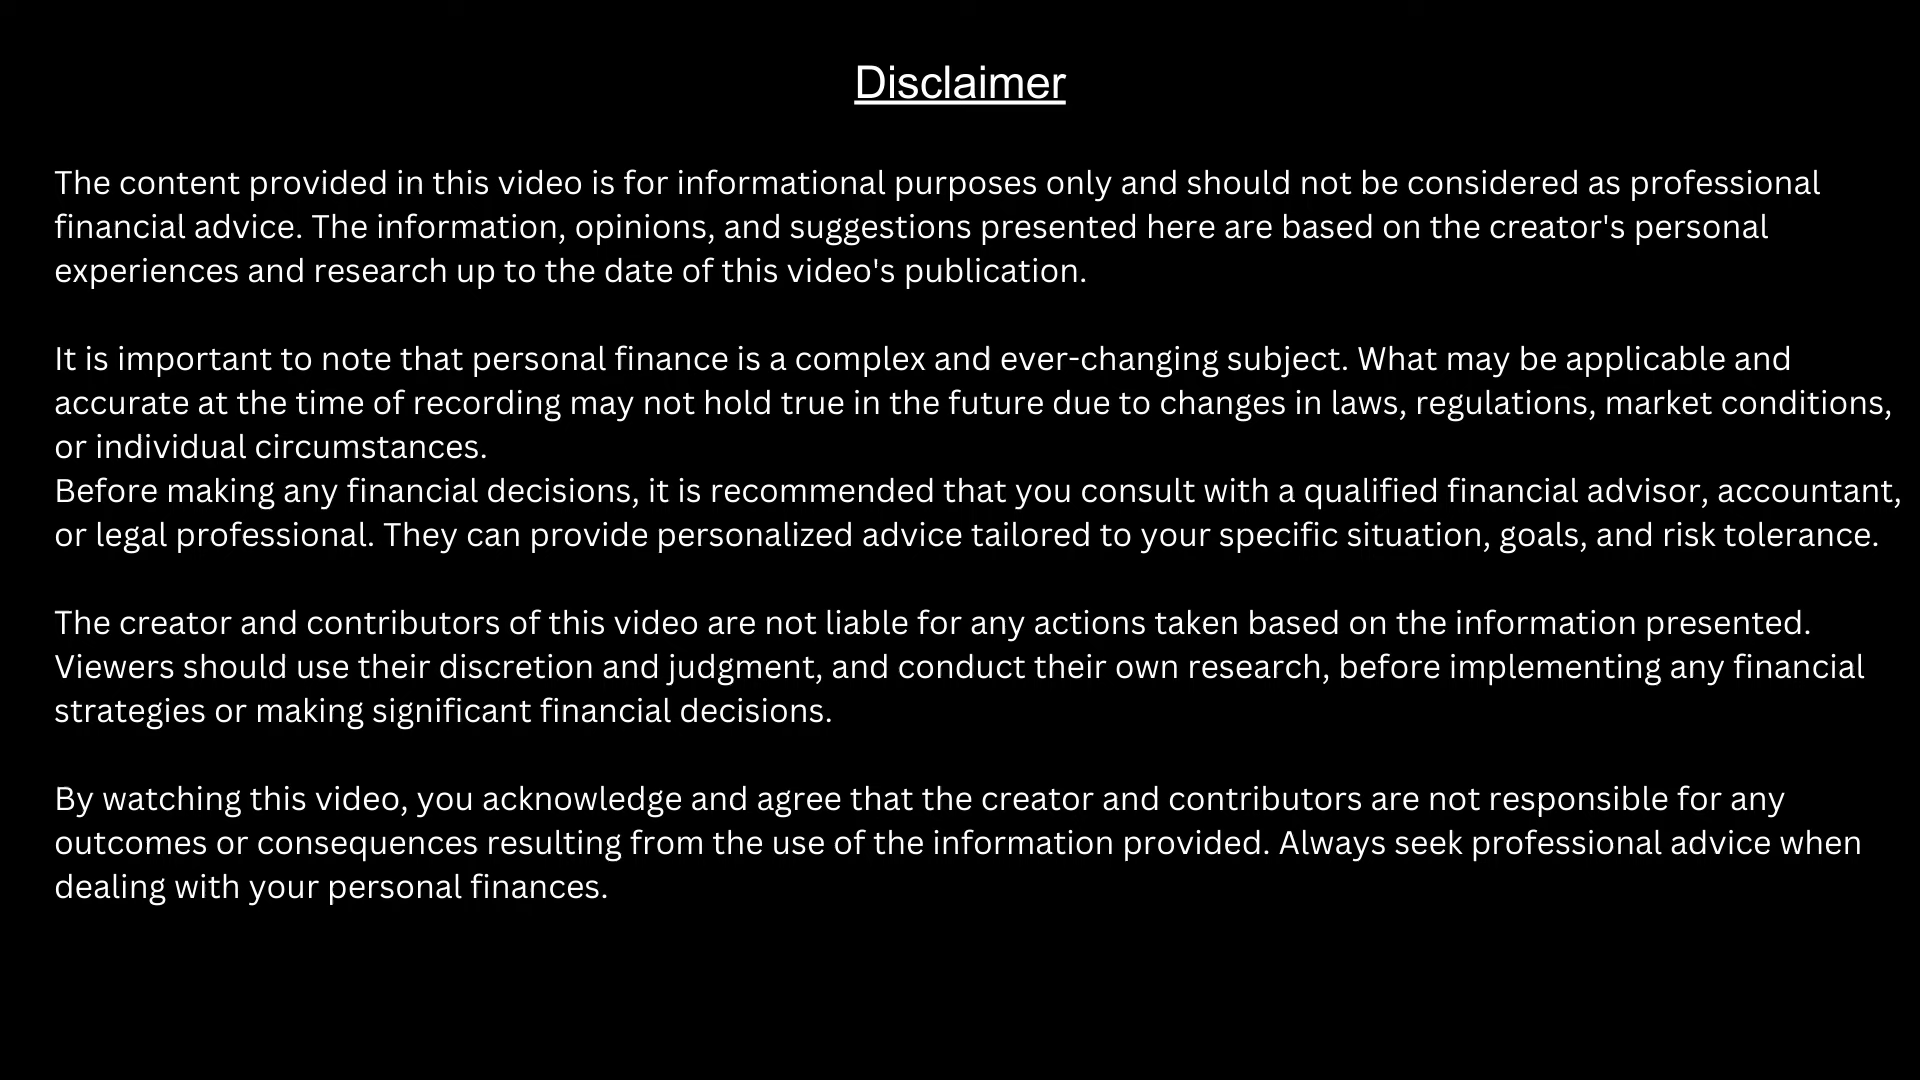 Disclaimer
The content provided in this video is for informational purposes only and should not be considered as professional
financial advice. The information, opinions, and suggestions presented here are based on the creator's personal
experiences and research up to the date of this video's publication.
It is important to note that personal finance is a complex and ever-changing subject. What may be applicable and
accurate at the time of recording may not hold true in the future due to changes in laws, regulations, market conditions,
or individual circumstances.
Before making any financial decisions, it is recommended that you consult with a qualified financial advisor, accountant,
or legal professional. They can provide personalized advice tailored to your specific situation, goals, and risk tolerance.
The creator and contributors of this video are not liable for any actions taken based on the information presented.
Viewers should use their discretion and judgment, and conduct their own research, before implementing any financial
strategies or making significant financial decisions.
By watching this video, you acknowledge and agree that the creator and contributors are not responsible for any
outcomes or consequences resulting from the use of the information provided. Always seek professional advice when
dealing with your personal finances.